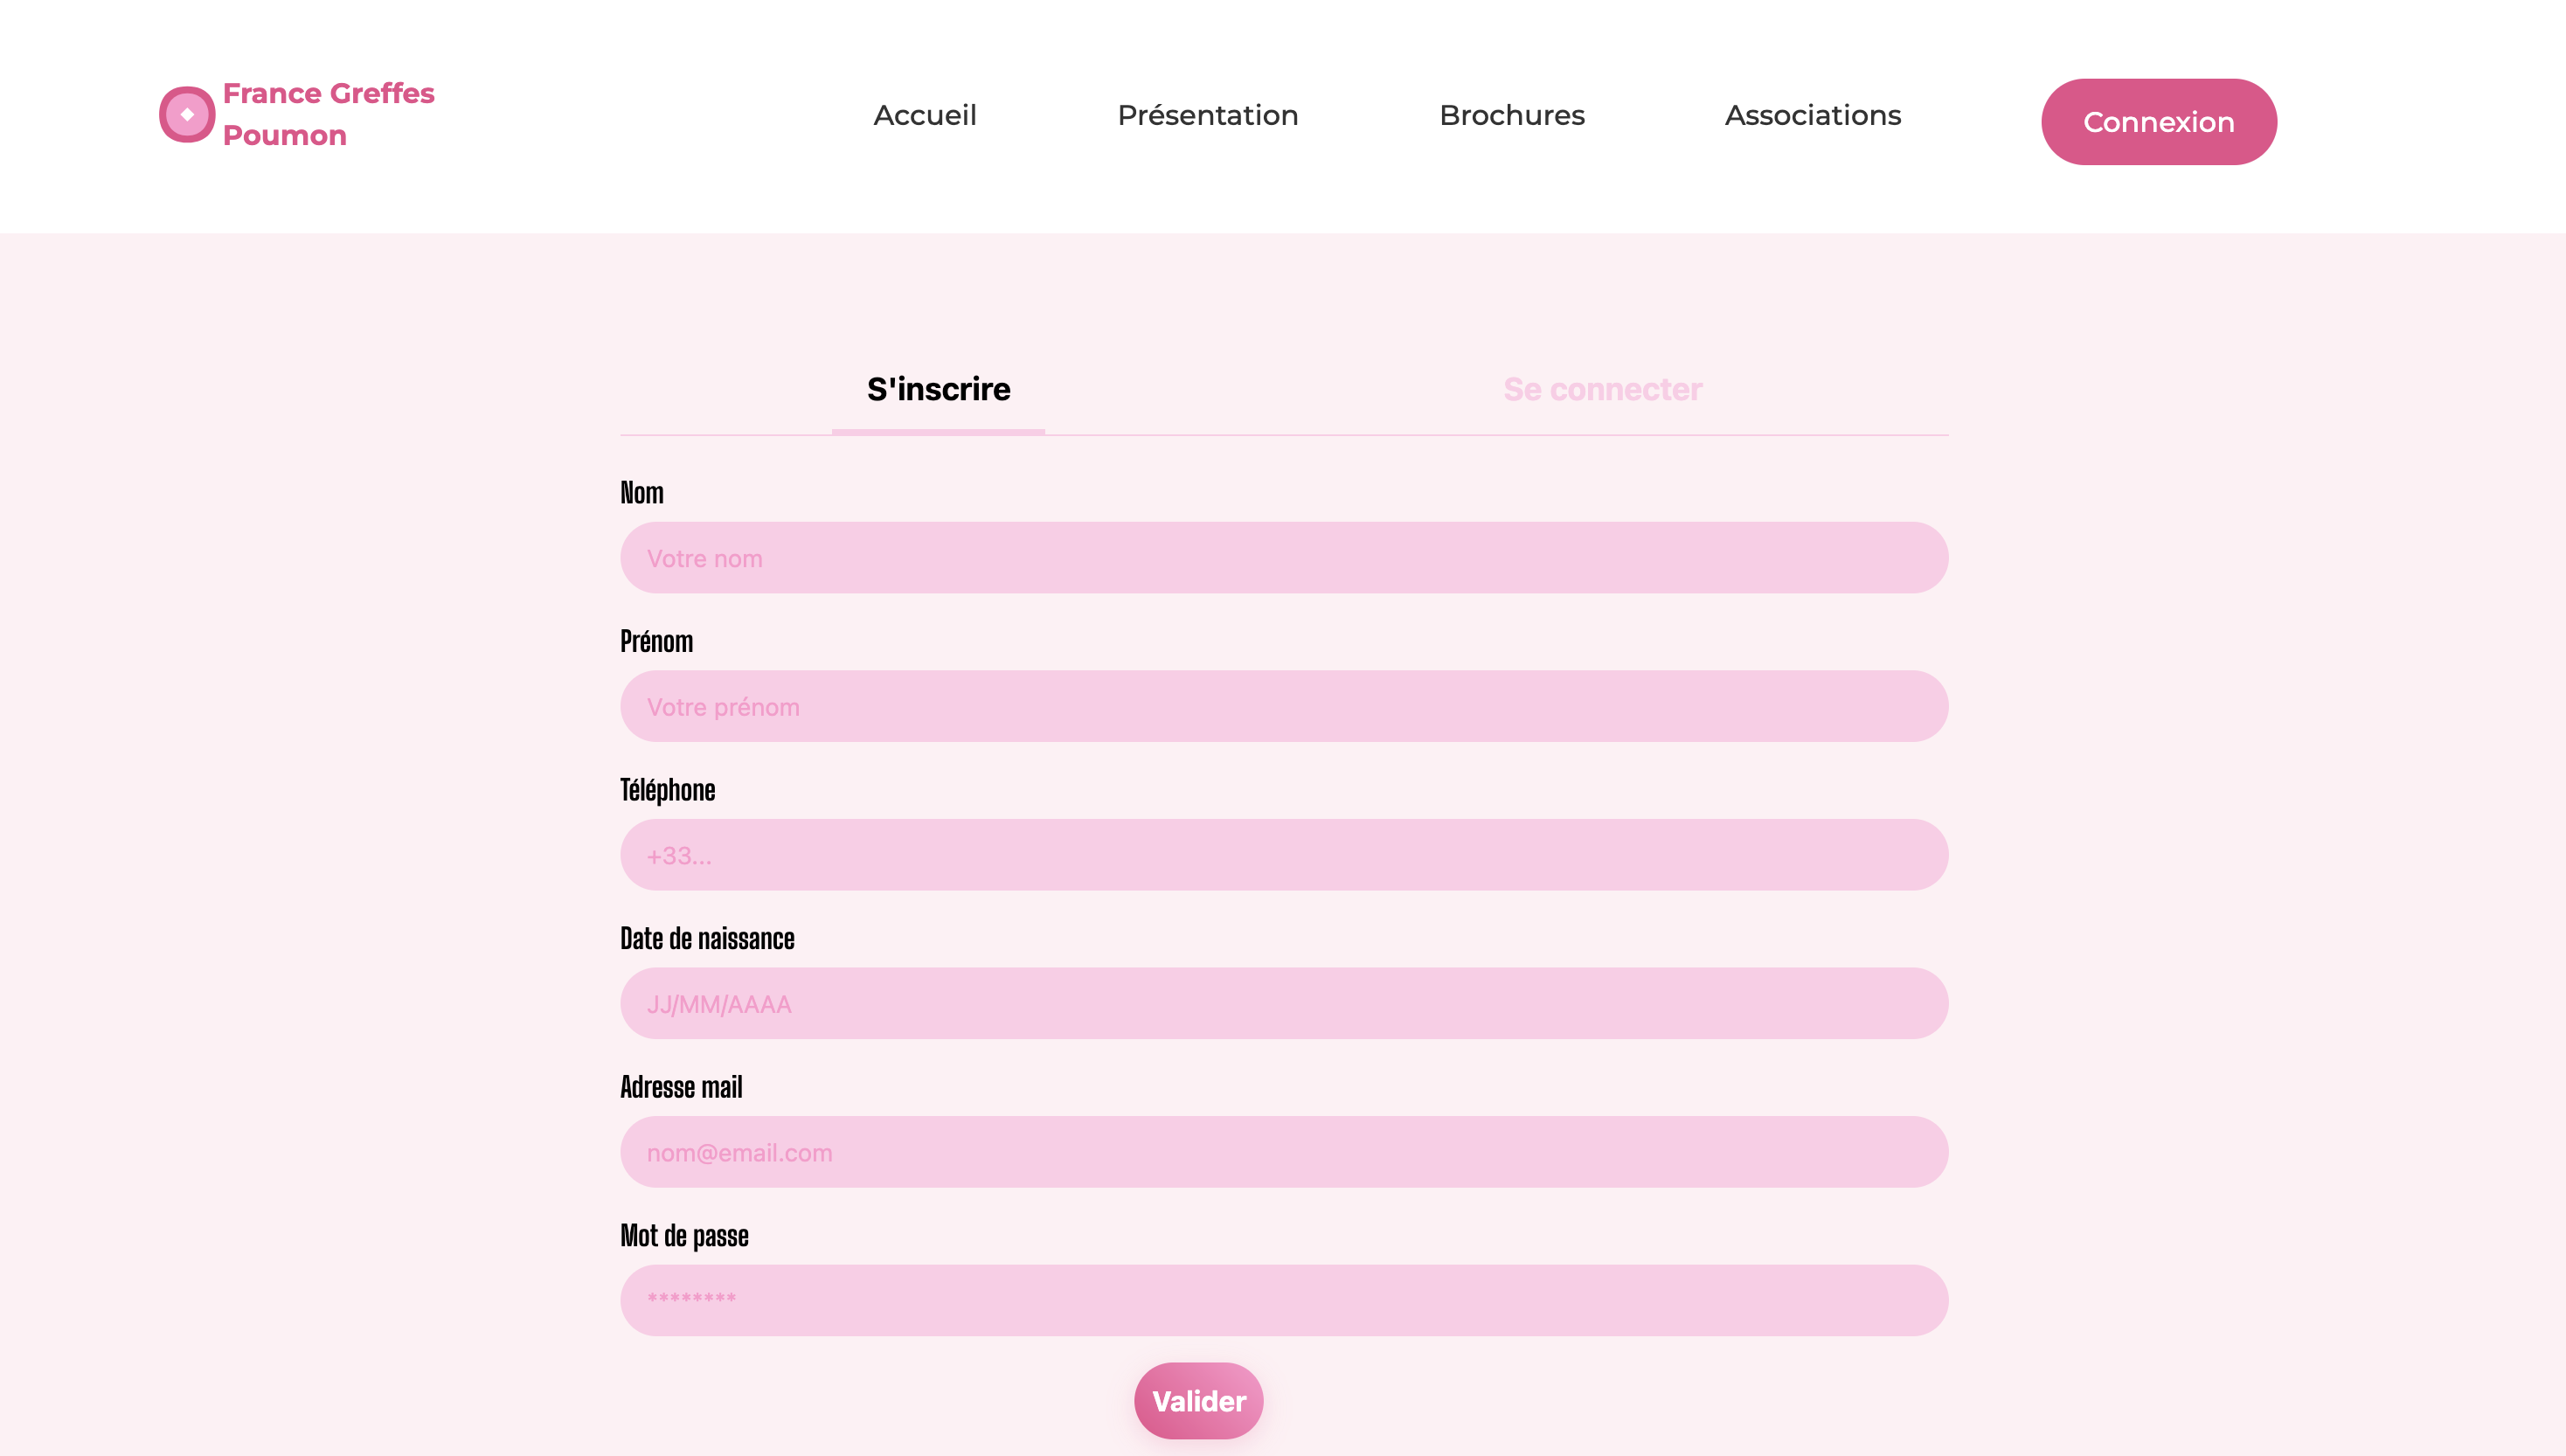 France Greffes
Poumon
Accueil
Présentation
Brochures
Associations
Connexion
S'inscrire
Se connecter
Nom
Votre nom
Prénom
Votre prénom
Téléphone
+33...
Date de naissance
JJ/MM/AAAA
Adresse mail
nom@email.com
Mot de passe
********
Valider